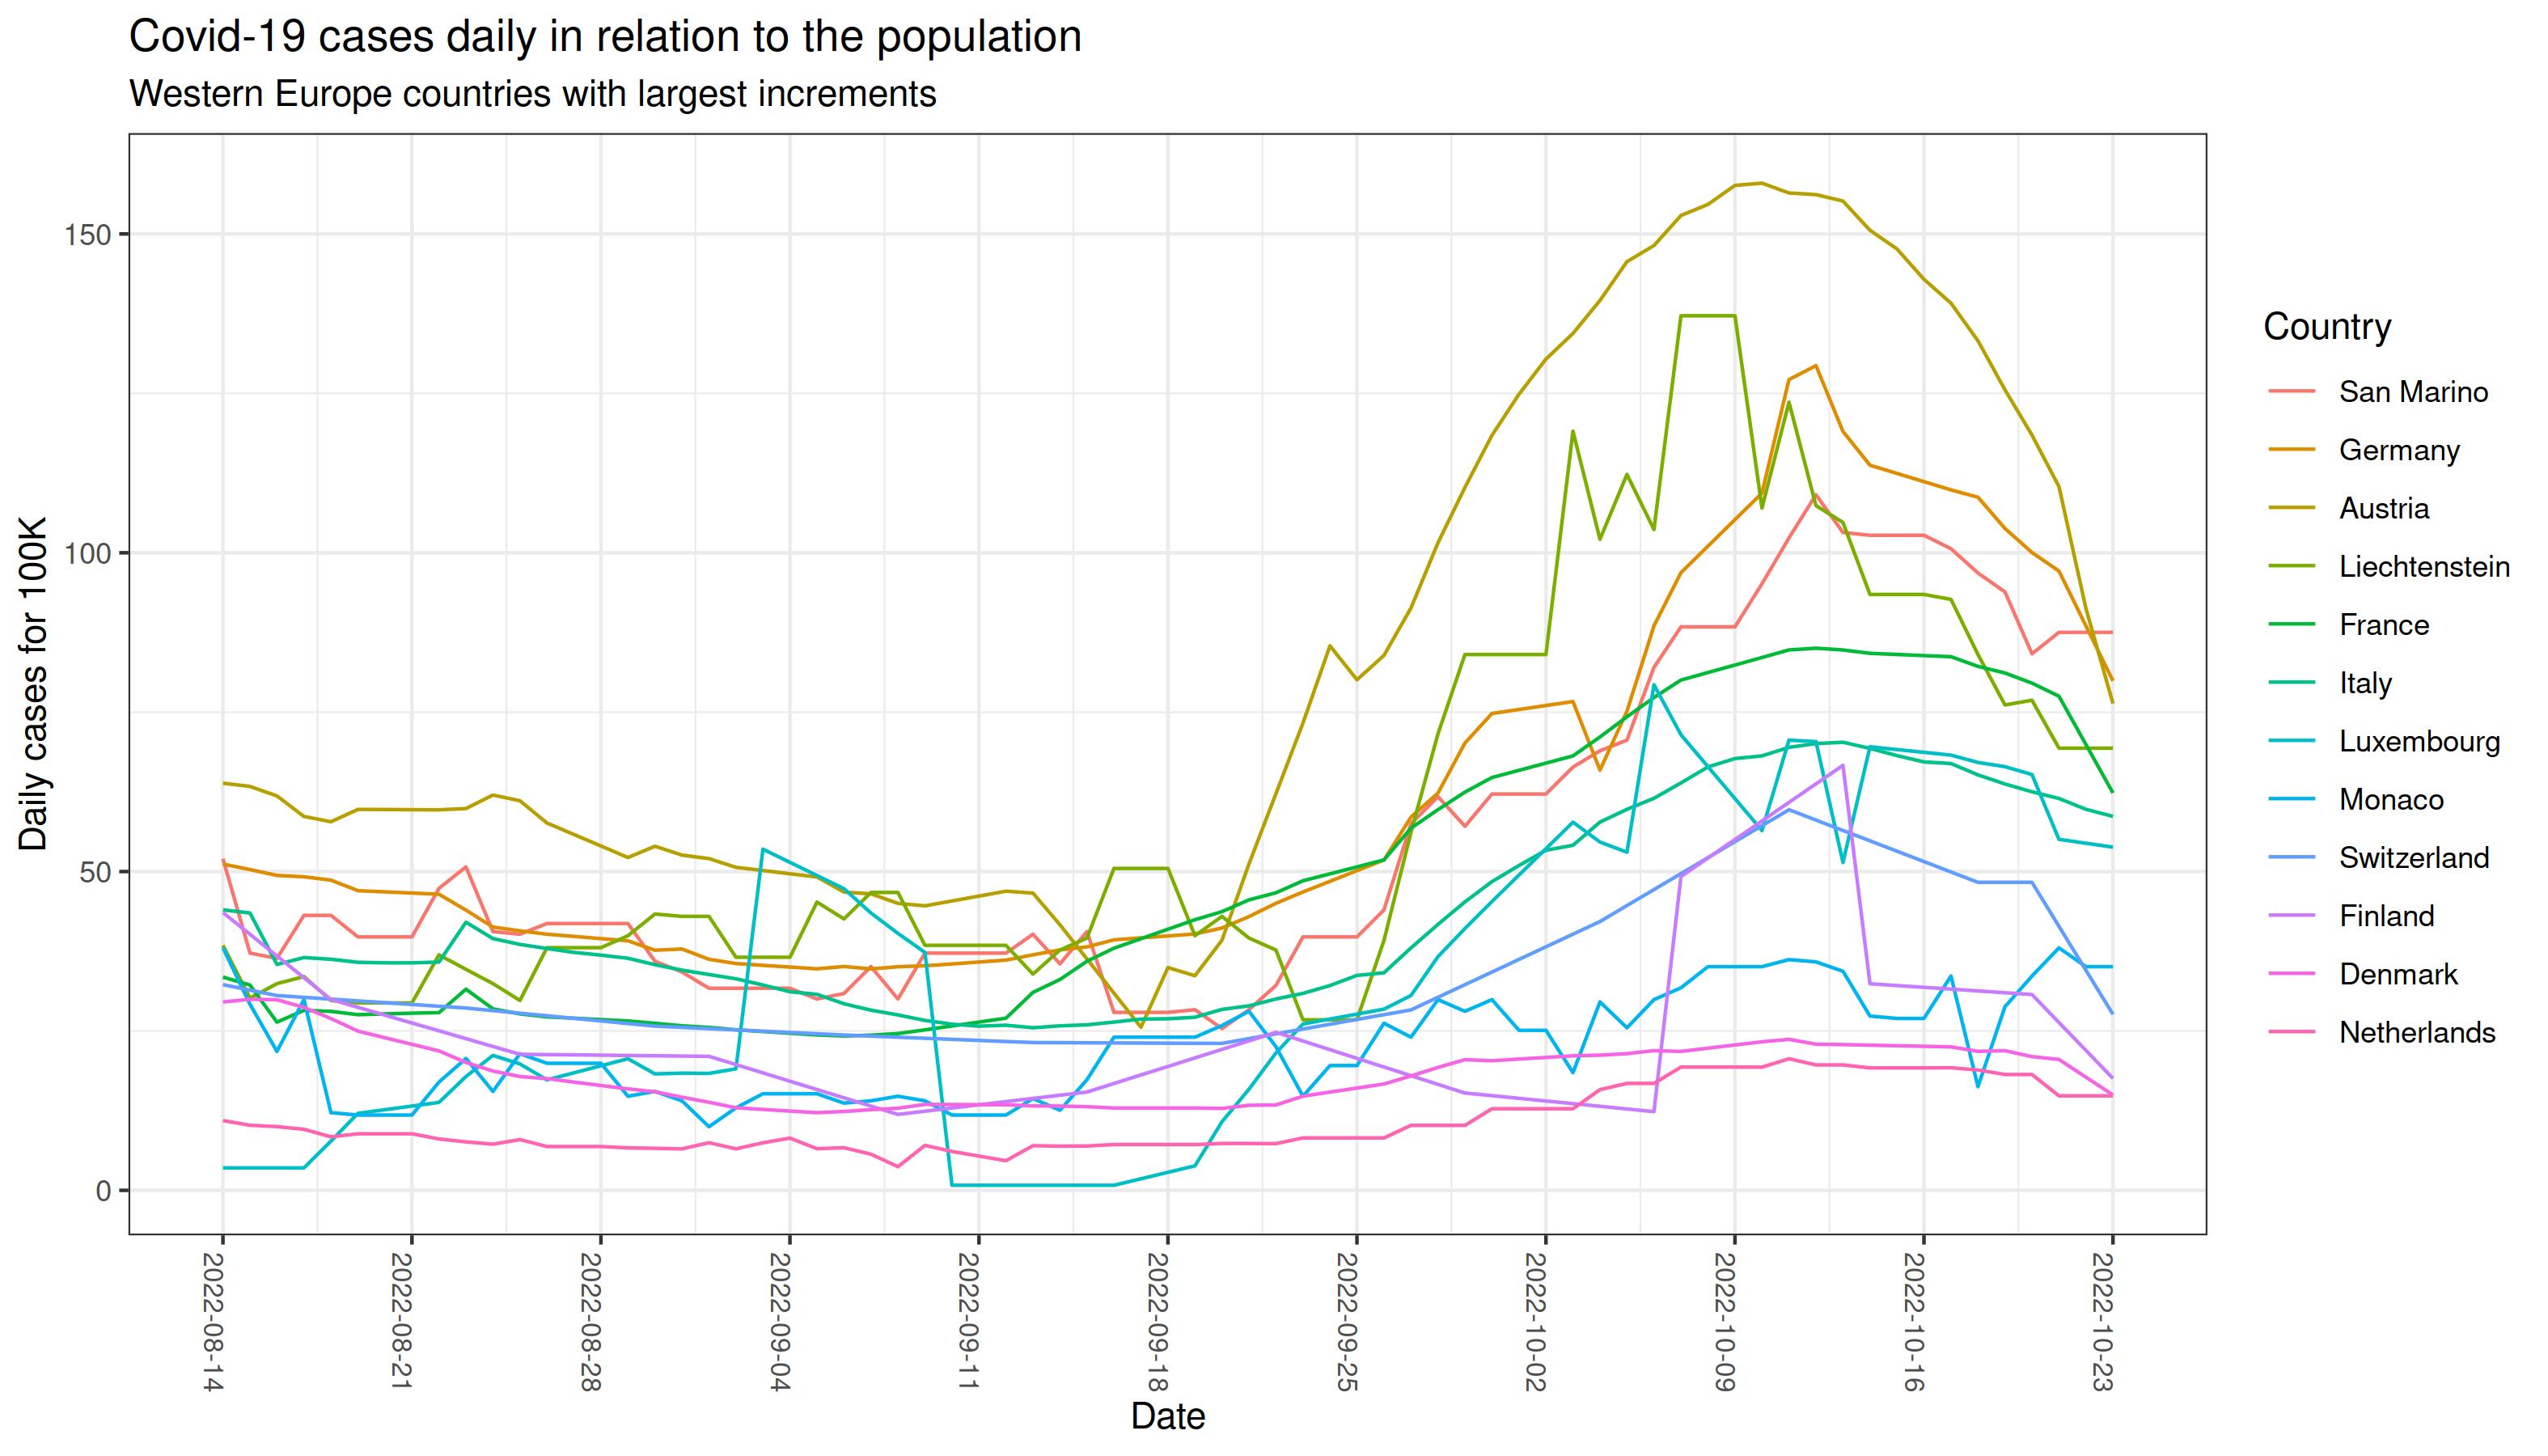 Covid-19 cases daily in relation to the population
Western Europe countries with largest increments
Daily cases for 100K
150
100
50
0
2022-08-14
2022-08-21
2022-08-28
2022-09-04
2022-09-11
2022-09-18
2022-09-25
2022-10-02
2022-10-09
2022-10-16
2022-10-23
Date
Country
San Marino
Germany
Austria
Liechtenstein
France
Italy
Luxembourg
Monaco
Switzerland
Finland
Denmark
Netherlands